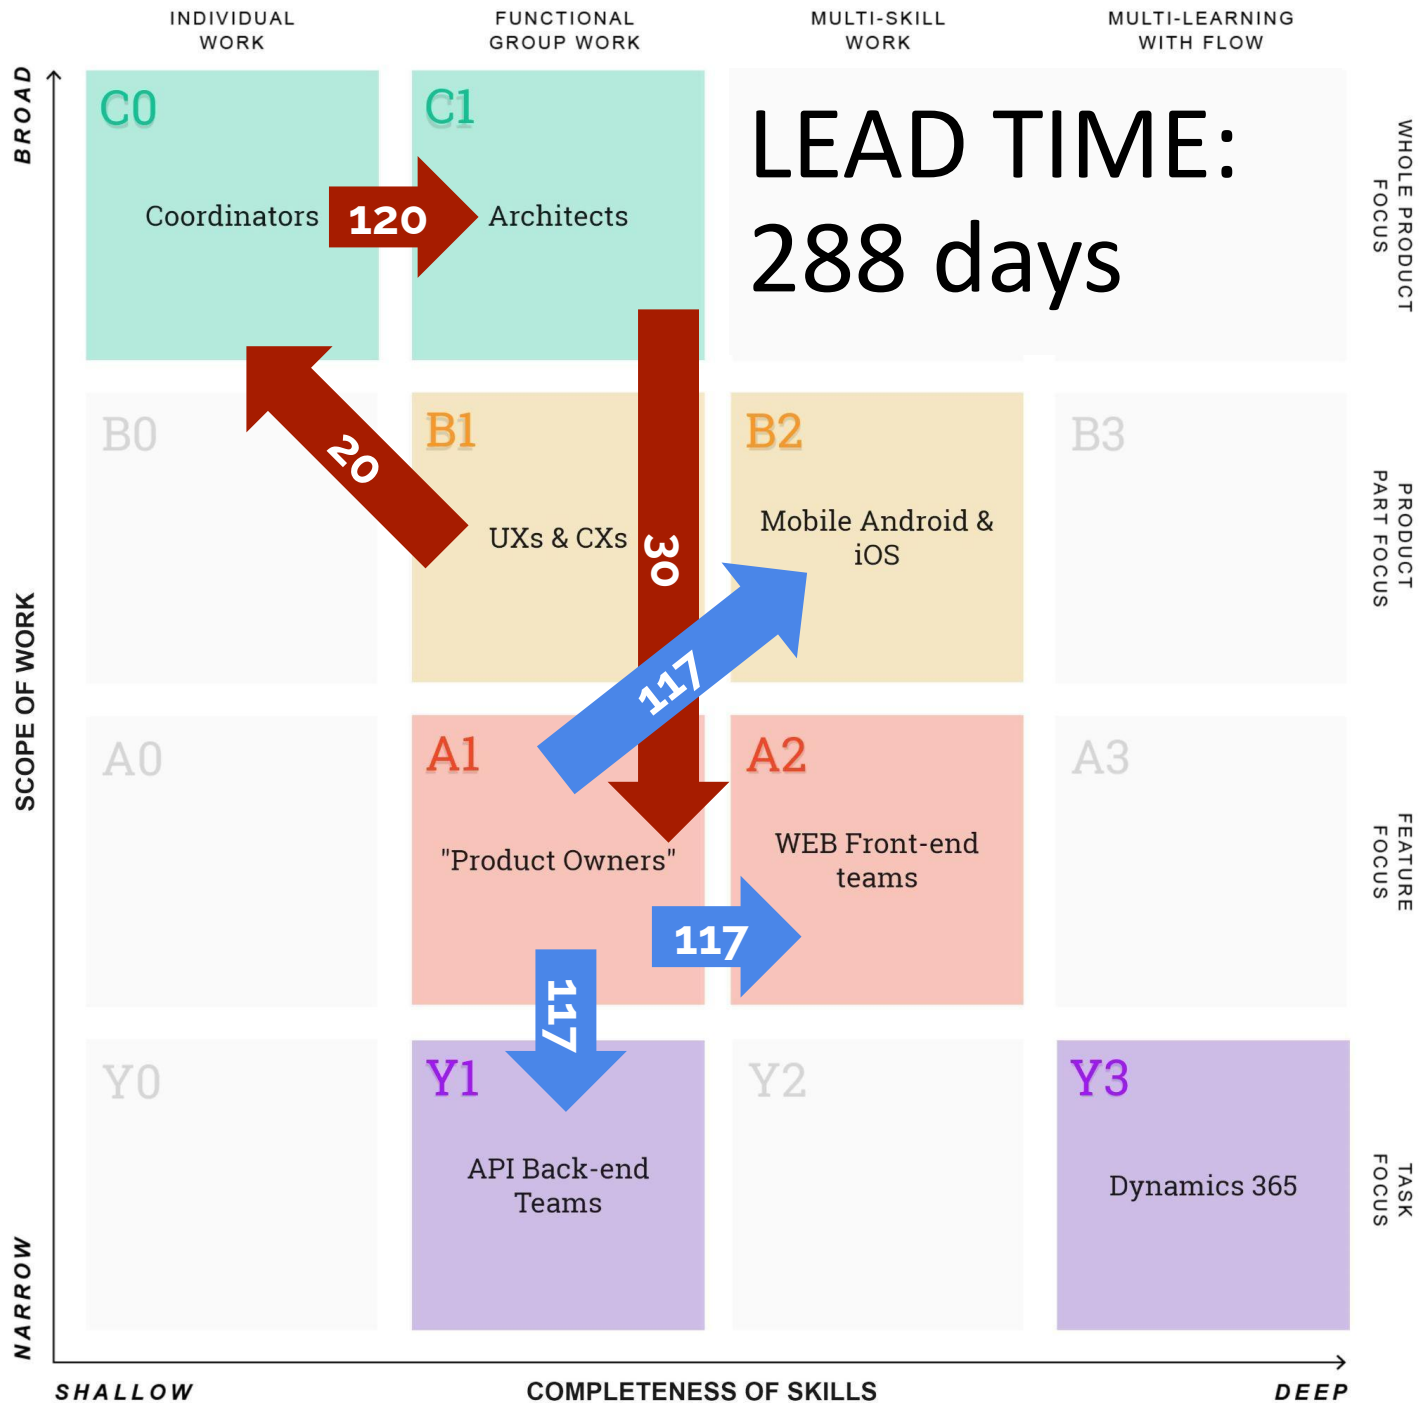 INDIVIDUAL
WORK
FUNCTIONAL
GROUP WORK
MULTI-SKILL
WORK
MULTI-LEARNING
WITH FLOW
BROAD
C0
Coordinators
120
C1
Architects
LEAD TIME:
288 days
WHOLE PRODUCT
FOCUS
B0
20
B1
UXs & CXs
30
B2
Mobile Android &
iOS
B3
PRODUCT
PART FOCUS
117
SCOPE OF WORK
A0
A1
"Product Owners"
A2
WEB Front-end
teams
A3
FEATURE
FOCUS
117
117
Y0
Y1
API Back-end
Teams
Y2
Y3
Dynamics 365
TASK
FOCUS
NARROW
SHALLOW
COMPLETENESS OF SKILLS
DEEP